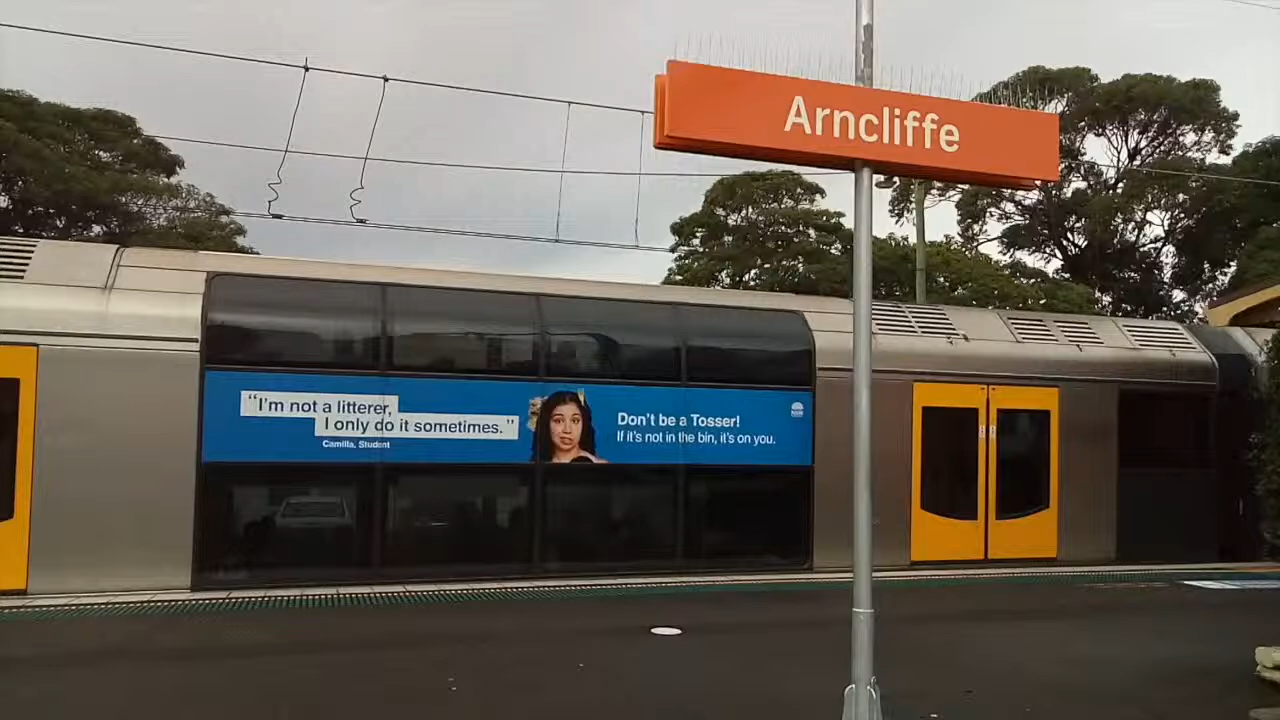 Arncliffe
“I'm not a litterer,
I only do it sometimes.”
Camilla, Student
Don't be a Tosser!
If it's not in the bin, it's on you.